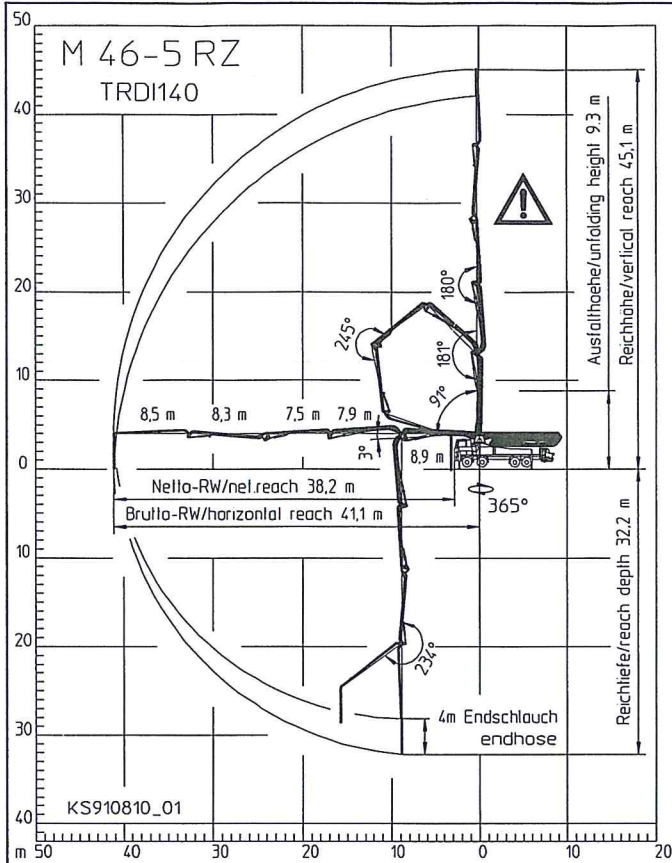 M 46-5 RZ
TRDI140
50
40
30
20
10
0
10
20
30
40
m 50 40 30 20 10 0 10 20
Ausfalthoehe/unfolding height 9.3 m
Reichhöhe/vertical reach 45,1 m
180°
245°
181°
91°
8,5 m 8,3 m 7,5 m 7,9 m
3°
8,9 m
Netto-RW/net.reach 38,2 m
365°
Brutto-RW/horizontal reach 41,1 m
Reichtiefe/reach depth 32.2 m
234°
4m Endschlauch
endhose
KS910810_01